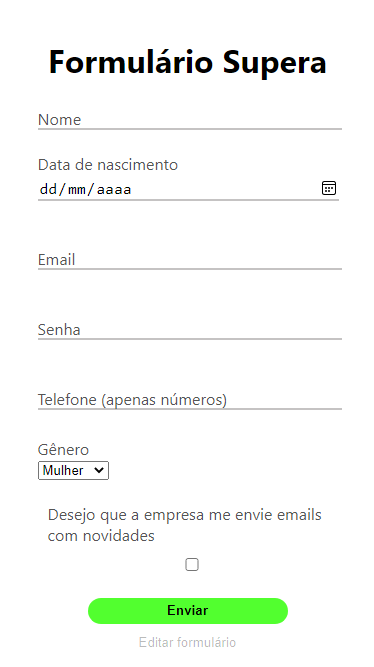 Formulário Supera
Nome
Data de nascimento
dd/mm/aaaa
Email
Senha
Telefone (apenas números)
Gênero
Mulher
Desejo que a empresa me envie emails
com novidades
Enviar
Editar formulário